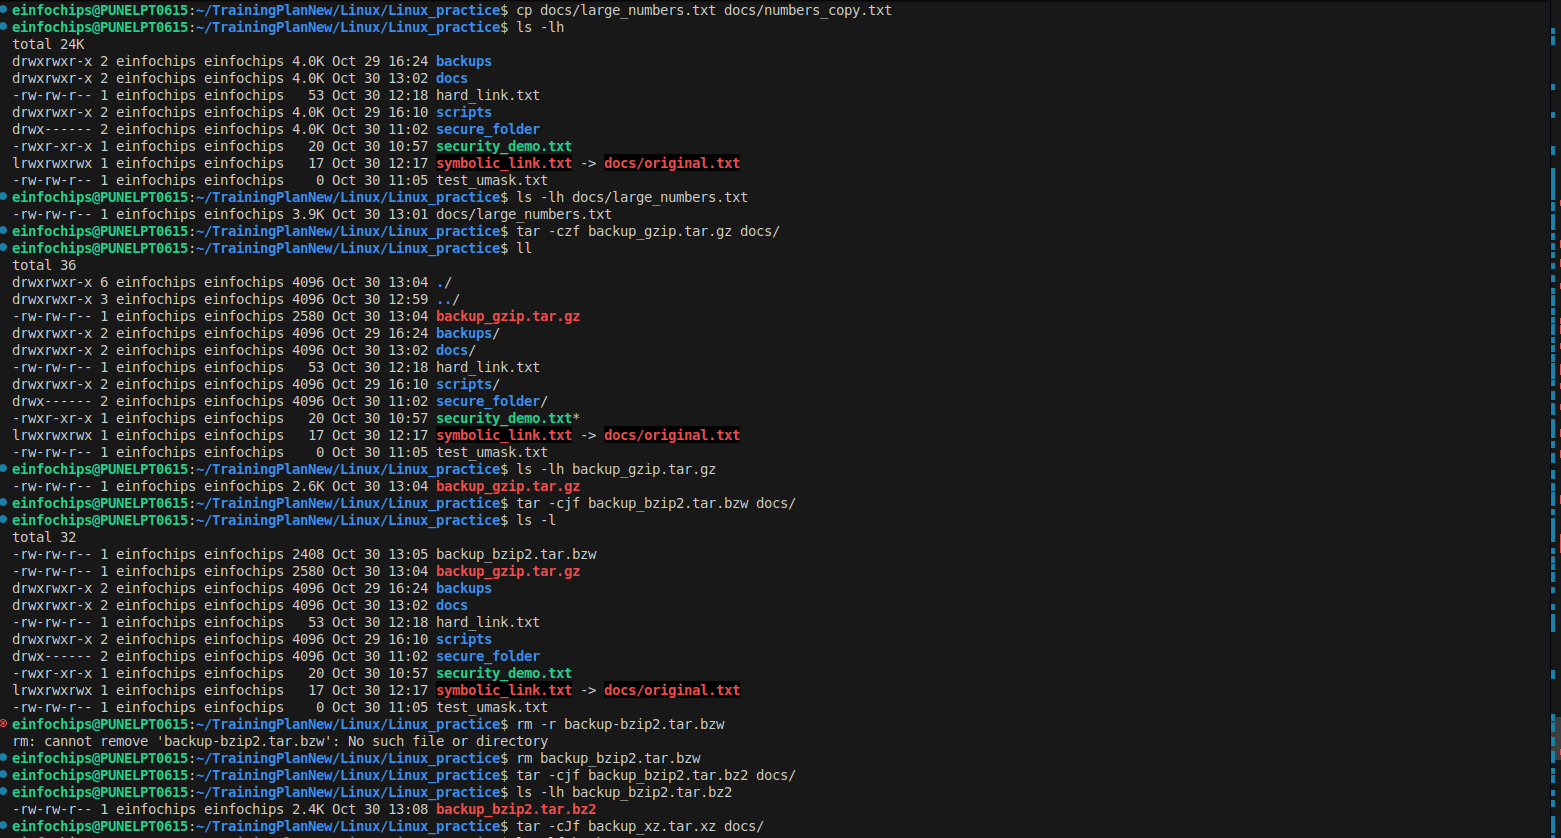 einfochips@PUNELPT0615:~/TrainingPlanNew/Linux/Linux_practice$ cp docs/large_numbers.txt docs/numbers_copy.txt
einfochips@PUNELPT0615:~/TrainingPlanNew/Linux/Linux_practice$ ls -lh
total 24K
drwxrwxr-x 2 einfochips einfochips 4.0K Oct 29 16:24 backups
drwxrwxr-x 2 einfochips einfochips 4.0K Oct 30 13:02 docs
-rw-rw-r-- 1 einfochips einfochips   53 Oct 30 12:18 hard_link.txt
drwxrwxr-x 2 einfochips einfochips 4.0K Oct 29 16:10 scripts
drwx------ 2 einfochips einfochips 4.0K Oct 30 11:02 secure_folder
-rwxr-xr-x 1 einfochips einfochips   20 Oct 30 10:57 security_demo.txt
lrwxrwxrwx 1 einfochips einfochips   17 Oct 30 12:17 symbolic_link.txt -> docs/original.txt
-rw-rw-r-- 1 einfochips einfochips    0 Oct 30 11:05 test_umask.txt
einfochips@PUNELPT0615:~/TrainingPlanNew/Linux/Linux_practice$ ls -lh docs/large_numbers.txt
-rw-rw-r-- 1 einfochips einfochips 3.9K Oct 30 13:01 docs/large_numbers.txt
einfochips@PUNELPT0615:~/TrainingPlanNew/Linux/Linux_practice$ tar -czf backup_gzip.tar.gz docs/
einfochips@PUNELPT0615:~/TrainingPlanNew/Linux/Linux_practice$ ll
total 36
drwxrwxr-x 6 einfochips einfochips 4096 Oct 30 13:04 ./
drwxrwxr-x 3 einfochips einfochips 4096 Oct 30 12:59 ../
-rw-rw-r-- 1 einfochips einfochips 2580 Oct 30 13:04 backup_gzip.tar.gz
drwxrwxr-x 2 einfochips einfochips 4096 Oct 29 16:24 backups/
drwxrwxr-x 2 einfochips einfochips 4096 Oct 30 13:02 docs/
-rw-rw-r-- 1 einfochips einfochips   53 Oct 30 12:18 hard_link.txt
drwxrwxr-x 2 einfochips einfochips 4096 Oct 29 16:10 scripts/
drwx------ 2 einfochips einfochips 4096 Oct 30 11:02 secure_folder/
-rwxr-xr-x 1 einfochips einfochips   20 Oct 30 10:57 security_demo.txt*
lrwxrwxrwx 1 einfochips einfochips   17 Oct 30 12:17 symbolic_link.txt -> docs/original.txt
-rw-rw-r-- 1 einfochips einfochips    0 Oct 30 11:05 test_umask.txt
einfochips@PUNELPT0615:~/TrainingPlanNew/Linux/Linux_practice$ ls -lh backup_gzip.tar.gz
-rw-rw-r-- 1 einfochips einfochips 2.6K Oct 30 13:04 backup_gzip.tar.gz
einfochips@PUNELPT0615:~/TrainingPlanNew/Linux/Linux_practice$ tar -cjf backup_bzip2.tar.bzw docs/
einfochips@PUNELPT0615:~/TrainingPlanNew/Linux/Linux_practice$ ls -l
total 32
-rw-rw-r-- 1 einfochips einfochips 2408 Oct 30 13:05 backup_bzip2.tar.bzw
-rw-rw-r-- 1 einfochips einfochips 2580 Oct 30 13:04 backup_gzip.tar.gz
drwxrwxr-x 2 einfochips einfochips 4096 Oct 29 16:24 backups
drwxrwxr-x 2 einfochips einfochips 4096 Oct 30 13:02 docs
-rw-rw-r-- 1 einfochips einfochips   53 Oct 30 12:18 hard_link.txt
drwxrwxr-x 2 einfochips einfochips 4096 Oct 29 16:10 scripts
drwx------ 2 einfochips einfochips 4096 Oct 30 11:02 secure_folder
-rwxr-xr-x 1 einfochips einfochips   20 Oct 30 10:57 security_demo.txt
lrwxrwxrwx 1 einfochips einfochips   17 Oct 30 12:17 symbolic_link.txt -> docs/original.txt
-rw-rw-r-- 1 einfochips einfochips    0 Oct 30 11:05 test_umask.txt
einfochips@PUNELPT0615:~/TrainingPlanNew/Linux/Linux_practice$ rm -r backup-bzip2.tar.bzw
rm: cannot remove 'backup-bzip2.tar.bzw': No such file or directory
einfochips@PUNELPT0615:~/TrainingPlanNew/Linux/Linux_practice$ rm backup_bzip2.tar.bzw
einfochips@PUNELPT0615:~/TrainingPlanNew/Linux/Linux_practice$ tar -cjf backup_bzip2.tar.bz2 docs/
einfochips@PUNELPT0615:~/TrainingPlanNew/Linux/Linux_practice$ ls -lh backup_bzip2.tar.bz2
-rw-rw-r-- 1 einfochips einfochips 2.4K Oct 30 13:08 backup_bzip2.tar.bz2
einfochips@PUNELPT0615:~/TrainingPlanNew/Linux/Linux_practice$ tar -cJf backup_xz.tar.xz docs/